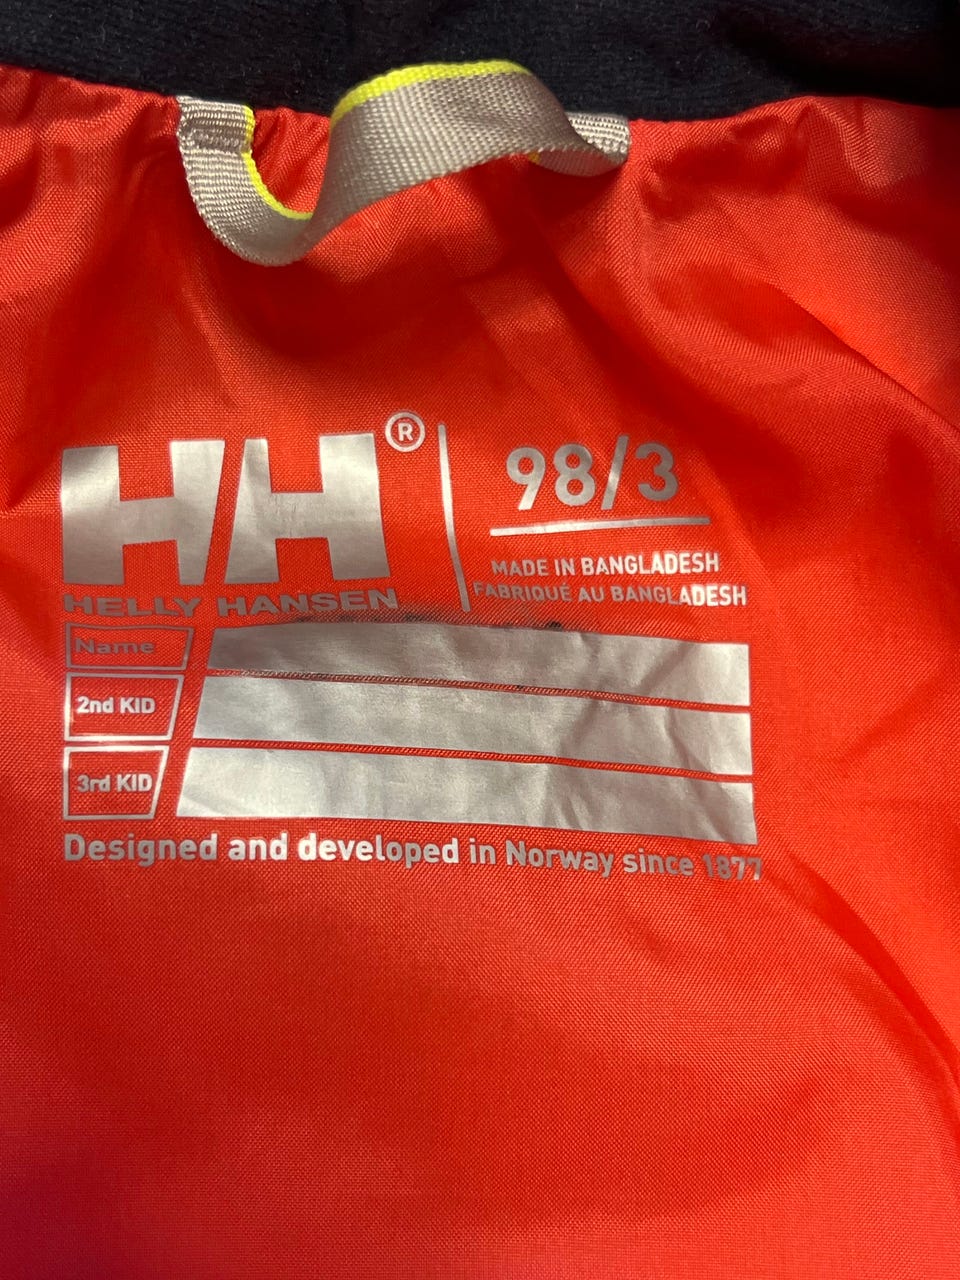 HH®
HELLY HANSEN
98/3
MADE IN BANGLADESH
FABRIQUÉ AU BANGLADESH
Name
2nd KID
3rd KID
Designed and developed in Norway since 1877